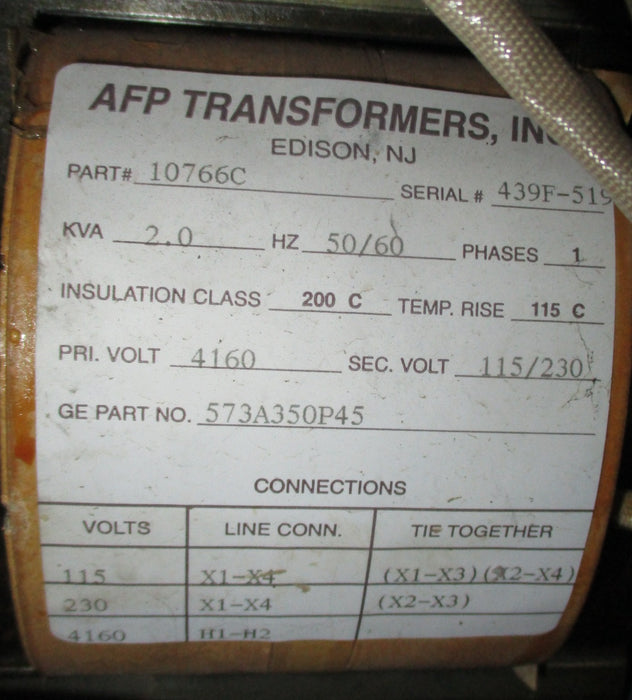 AFP TRANSFORMERS, INC
EDISON, NJ
PART# 10766C SERIAL # 439F-519
KVA 2.0 HZ 50/60 PHASES 1
INSULATION CLASS 200 C TEMP. RISE 115 C
PRI. VOLT 4160 SEC. VOLT 115/230
GE PART NO. 573A350P45
CONNECTIONS
VOLTS LINE CONN. TIE TOGETHER
115 X1-X4 (X1-X3)(X2-X4)
230 X1-X4 (X2-X3)
4160 H1-H2